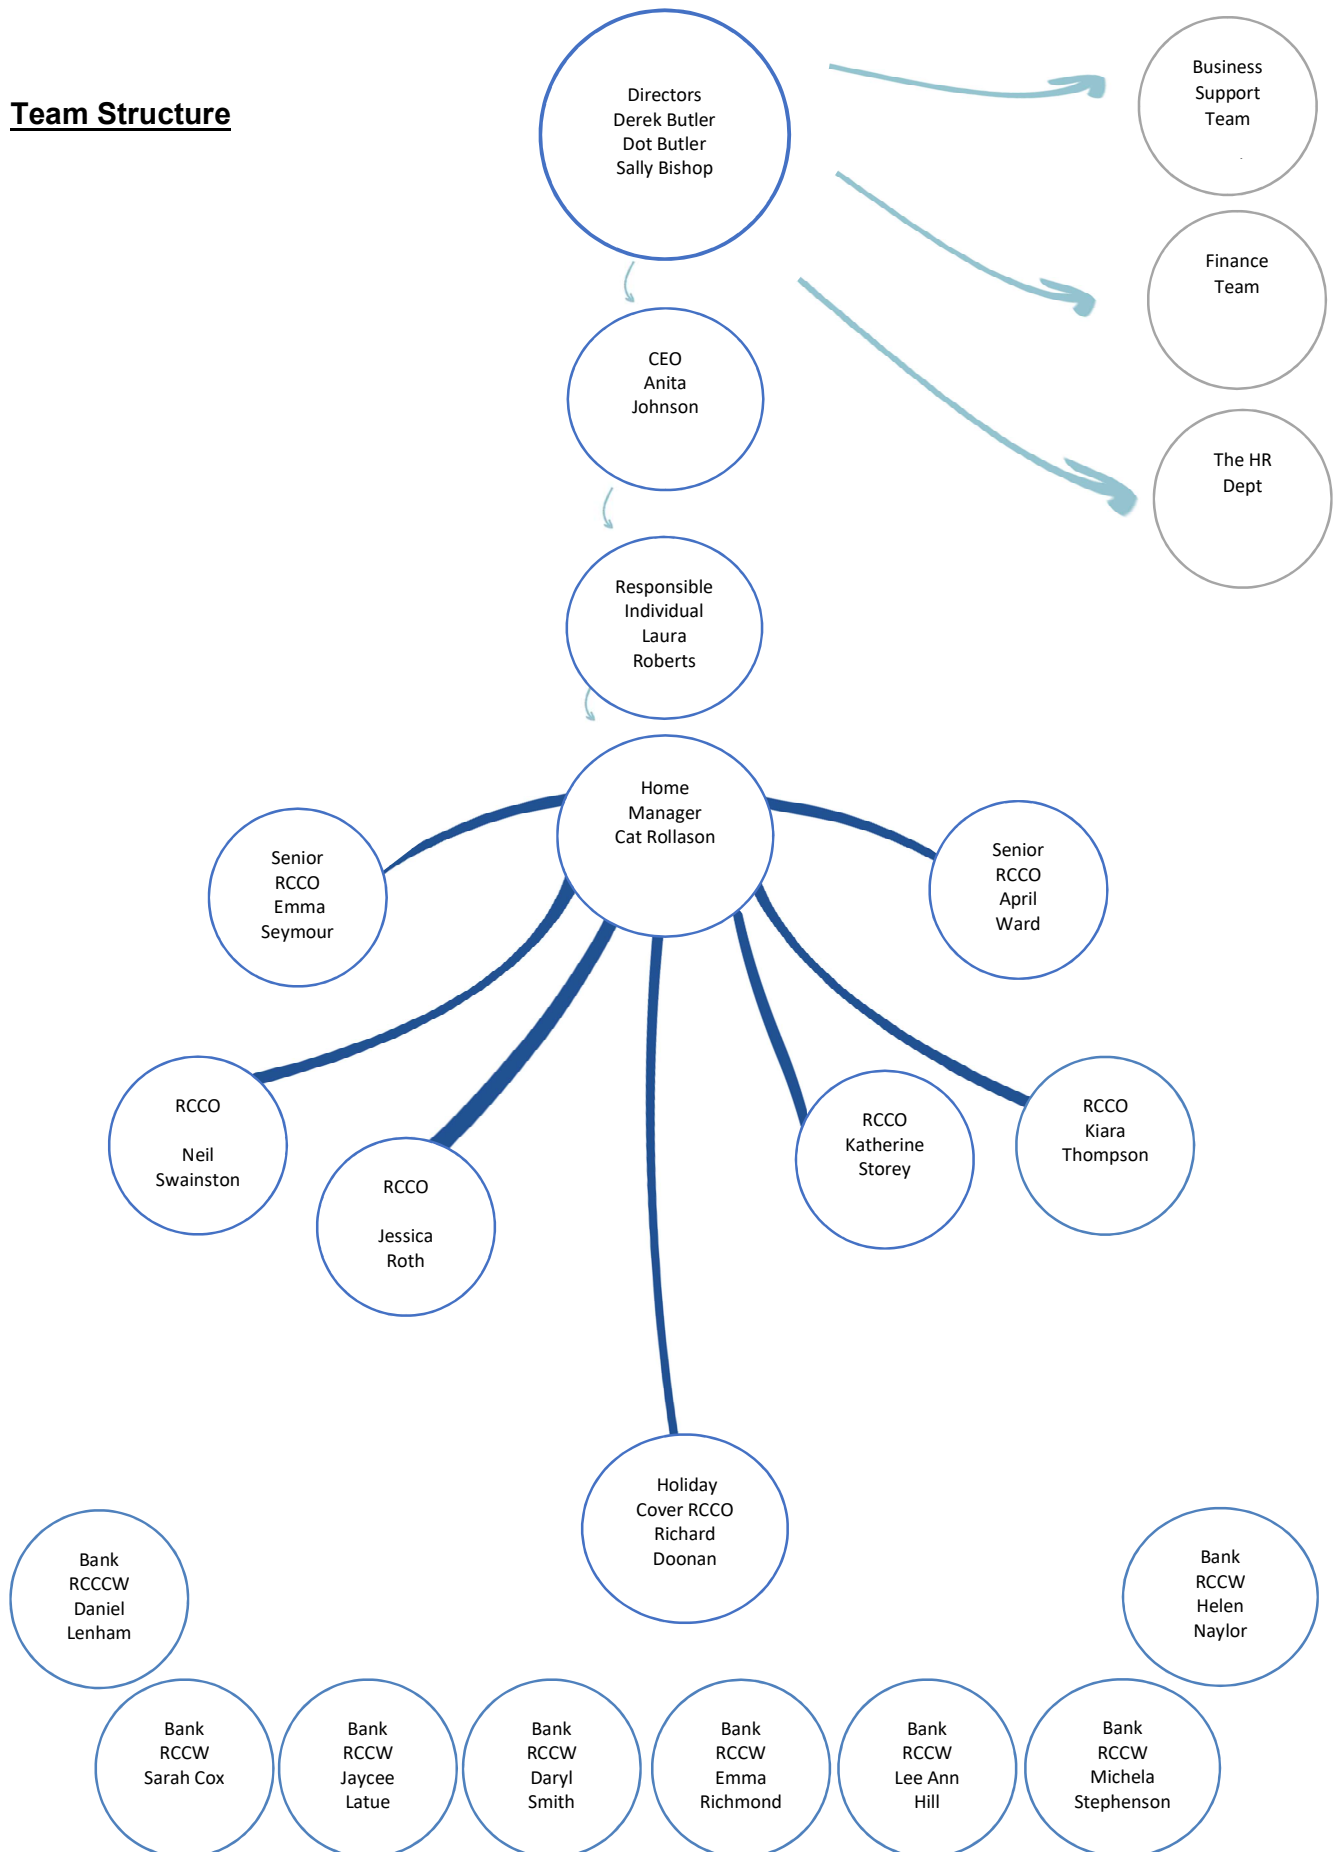 Team Structure
Directors
Derek Butler
Dot Butler
Sally Bishop
Business
Support
Team
Finance
Team
The HR
Dept
CEO
Anita
Johnson
Responsible
Individual
Laura
Roberts
Home
Manager
Cat Rollason
Senior
RCCO
Emma
Seymour
Senior
RCCO
April
Ward
RCCO
Neil
Swainston
RCCO
Jessica
Roth
RCCO
Katherine
Storey
RCCO
Kiara
Thompson
Holiday
Cover RCCO
Richard
Doonan
Bank
RCCCW
Daniel
Lenham
Bank
RCCW
Helen
Naylor
Bank
RCCW
Sarah Cox
Bank
RCCW
Jaycee
Latue
Bank
RCCW
Daryl
Smith
Bank
RCCW
Emma
Richmond
Bank
RCCW
Lee Ann
Hill
Bank
RCCW
Michela
Stephenson